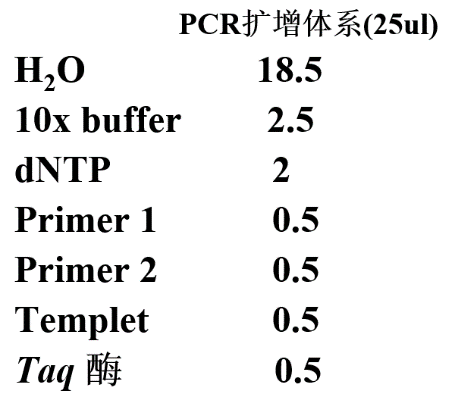 PCR扩增体系(25ul)
H₂O 18.5
10x buffer 2.5
dNTP 2
Primer 1 0.5
Primer 2 0.5
Templet 0.5
Taq 酶 0.5